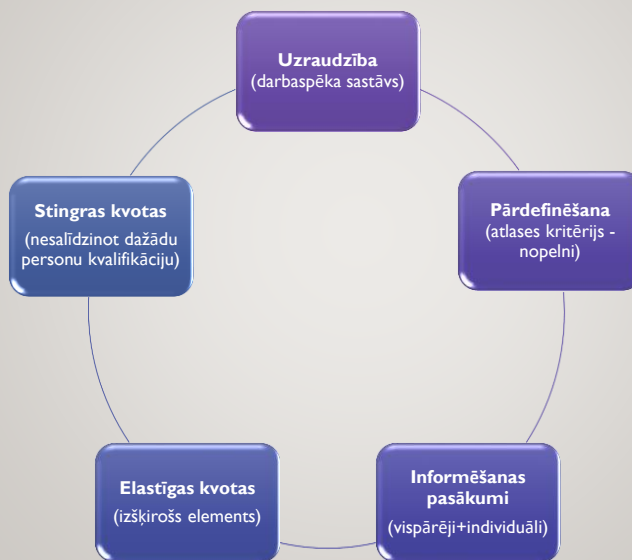 Uzraudzība
(darbaspēka sastāvs)
Pārdefinēšana
(atlases kritērijs -
nopelni)
Informēšanas
pasākumi
(vispārēji+individuāli)
Elastīgas kvotas
(izšķirošs elements)
Stingras kvotas
(nesalīdzinot dažādu
personu kvalifikāciju)